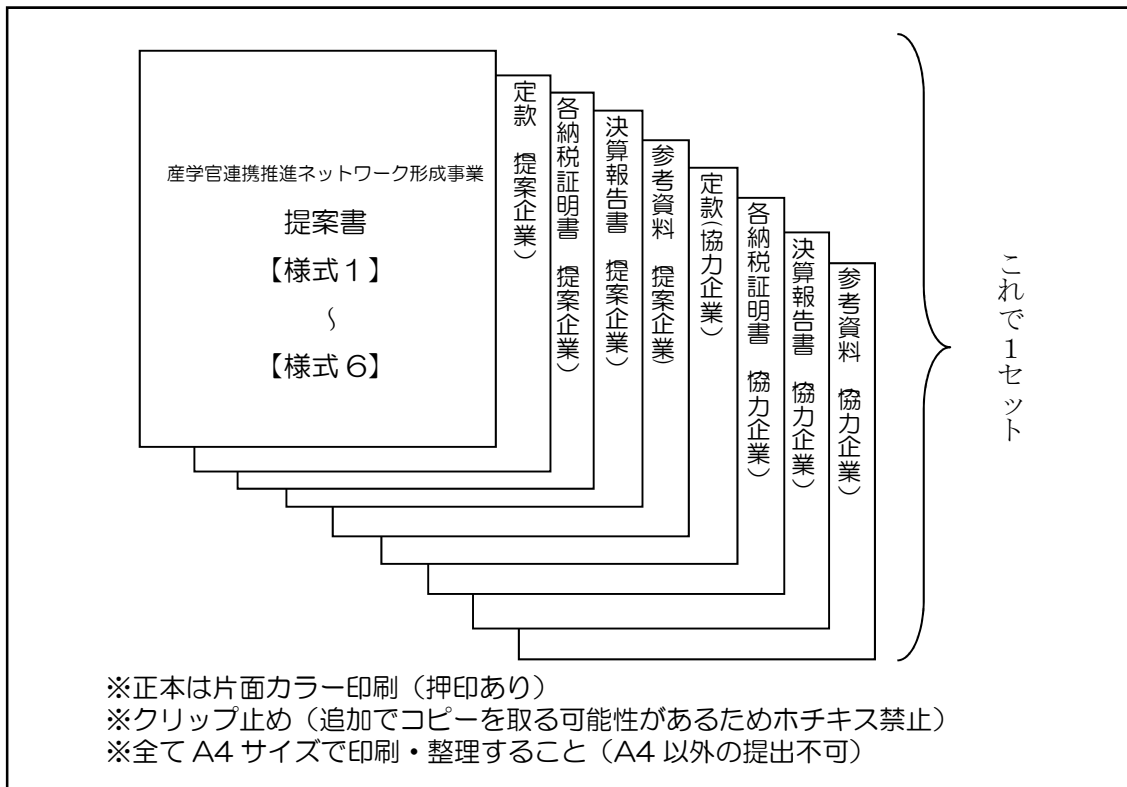 産学官連携推進ネットワーク形成事業
提案書
【様式１】
～
【様式６】
定款（提案企業）
各納税証明書（提案企業）
決算報告書（提案企業）
参考資料（提案企業）
定款（協力企業）
各納税証明書（協力企業）
決算報告書（協力企業）
参考資料（協力企業）
これで１セット
※正本は片面カラー印刷（押印あり）
※クリップ止め（追加でコピーを取る可能性があるためホチキス禁止）
※全て A4 サイズで印刷・整理すること（A4 以外の提出不可）